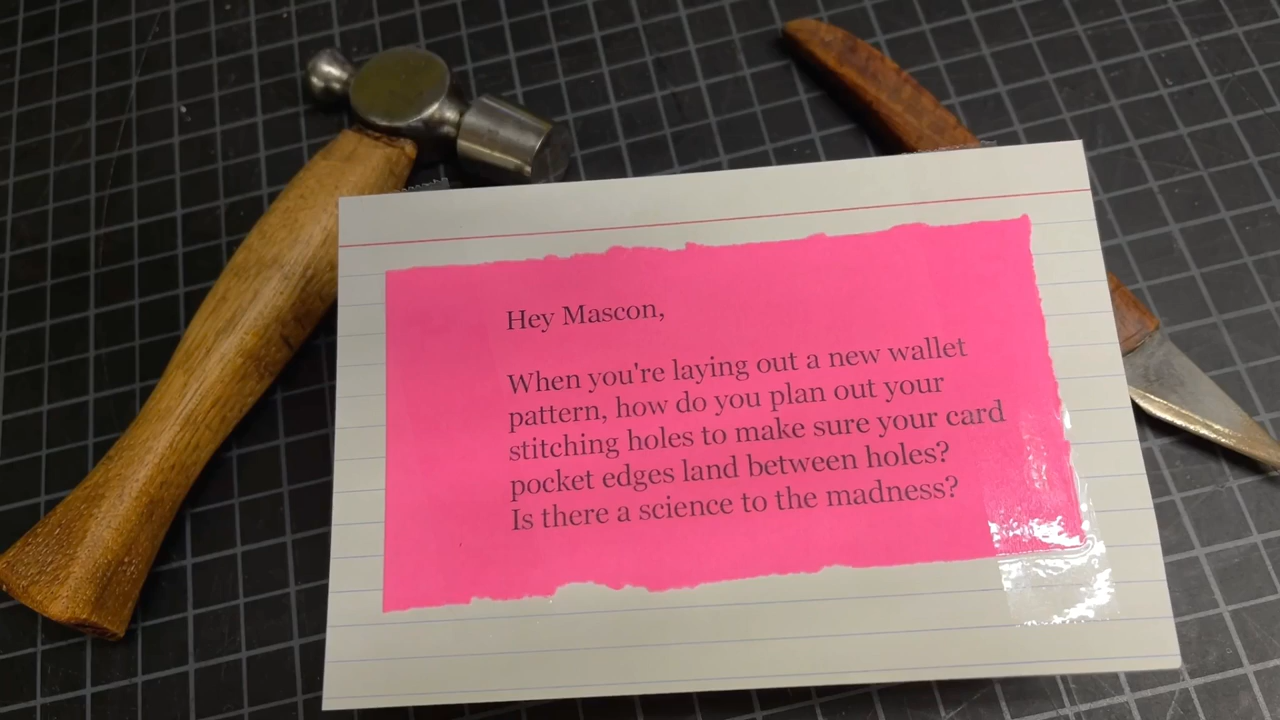 Hey Mascon,
When you're laying out a new wallet
pattern, how do you plan out your
stitching holes to make sure your card
pocket edges land between holes?
Is there a science to the madness?